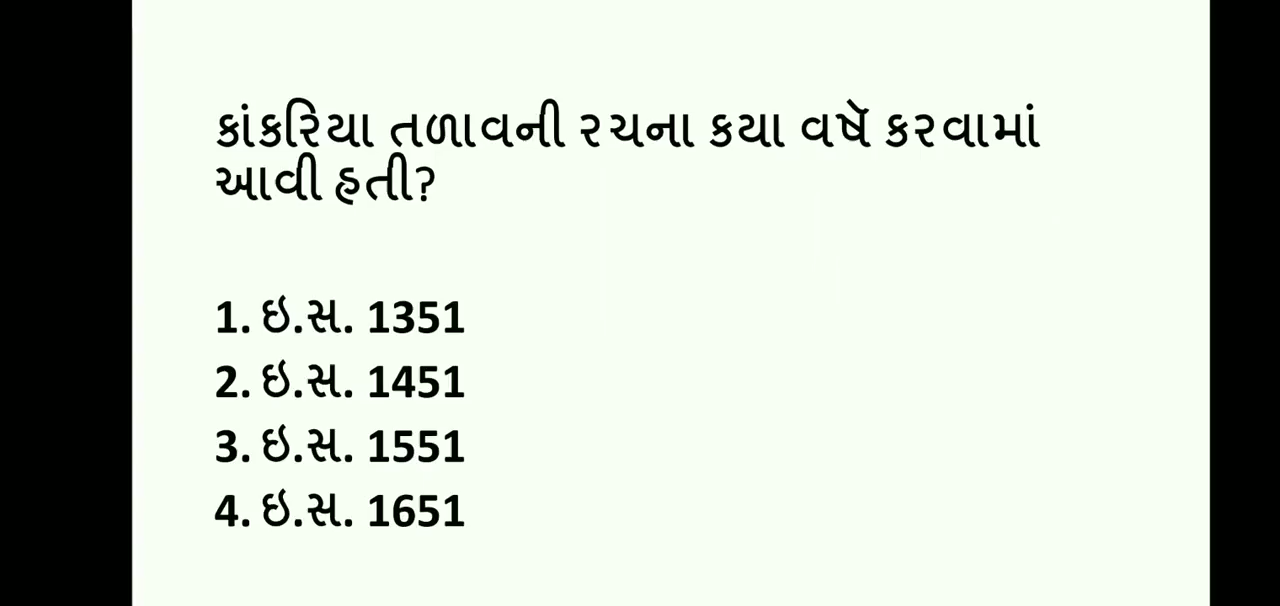 કાંકરિયા તળાવની રચના કયા વર્ષે કરવામાં
આવી હતી?
1. ઇ.સ. 1351
2. ઇ.સ. 1451
3. ઇ.સ. 1551
4. ઇ.સ. 1651